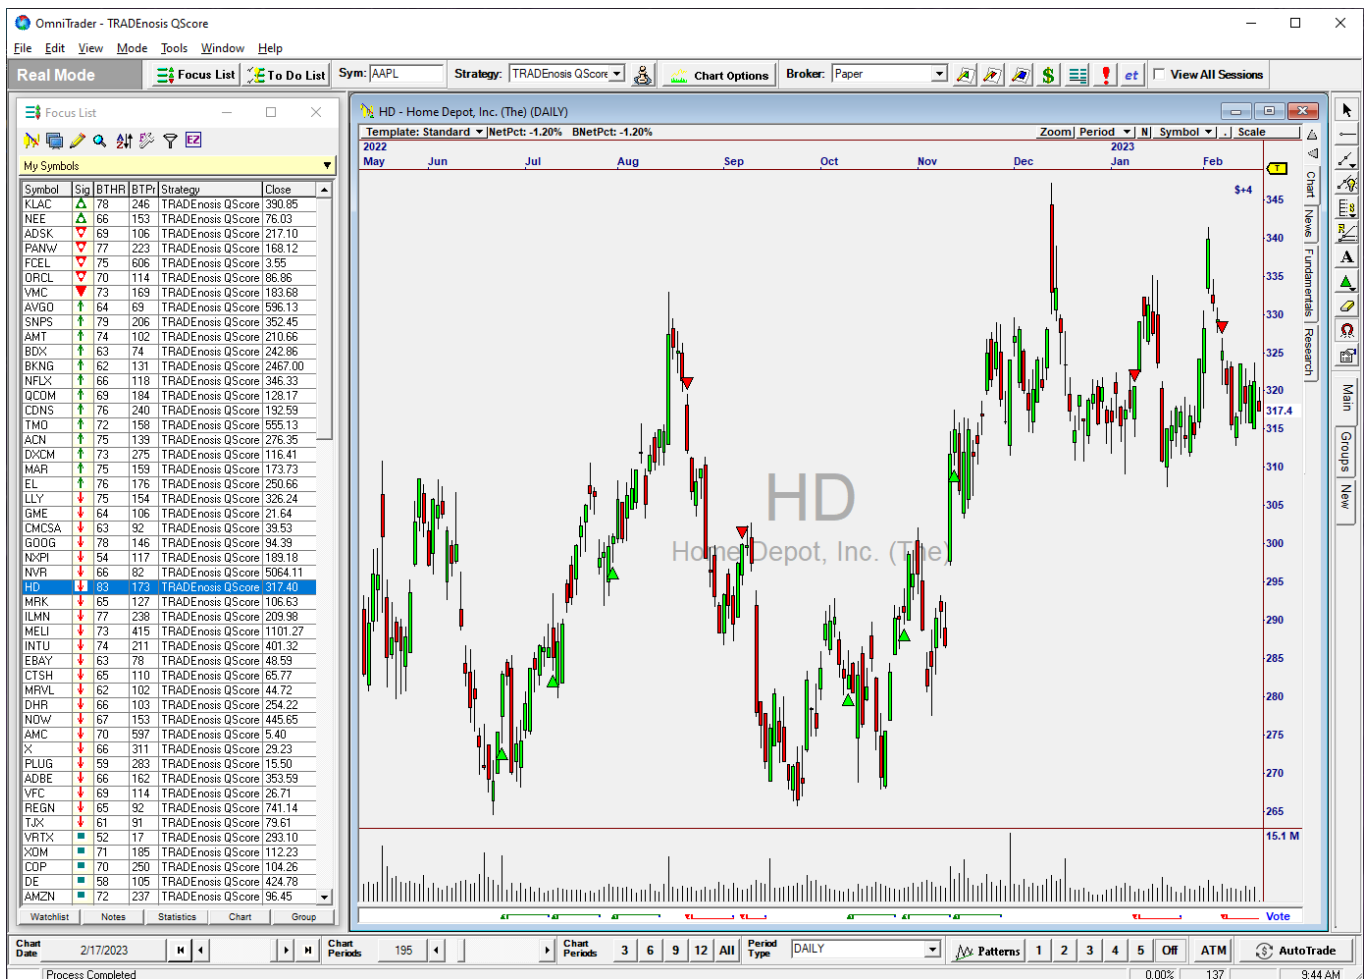 OmniTrader - TRADEnosis QScore
File Edit View Mode Tools Window Help
Real Mode Focus List To Do List Sym: AAPL Strategy: TRADEnosis QScore Chart Options Broker: Paper $ ! et View All Sessions
Focus List
EZ
My Symbols
Symbol Sig BTHR BTPr Strategy Close
KLAC 78 246 TRADEnosis QScore 390.85
NEE 66 153 TRADEnosis QScore 76.03
ADSK 69 106 TRADEnosis QScore 217.10
PANW 77 223 TRADEnosis QScore 168.12
FCEL 75 606 TRADEnosis QScore 3.55
ORCL 70 114 TRADEnosis QScore 86.86
VMC 73 169 TRADEnosis QScore 183.68
AVGO 64 69 TRADEnosis QScore 596.13
SNPS 79 206 TRADEnosis QScore 352.45
AMT 74 102 TRADEnosis QScore 210.66
BDX 63 74 TRADEnosis QScore 242.86
BKNG 62 131 TRADEnosis QScore 2467.00
NFLX 66 118 TRADEnosis QScore 346.33
QCOM 69 184 TRADEnosis QScore 128.17
CDNS 76 240 TRADEnosis QScore 192.59
TMO 72 158 TRADEnosis QScore 555.13
ACN 75 139 TRADEnosis QScore 276.35
DXCM 73 275 TRADEnosis QScore 116.41
MAR 75 159 TRADEnosis QScore 173.73
EL 76 176 TRADEnosis QScore 250.66
LLY 75 154 TRADEnosis QScore 326.24
GME 64 106 TRADEnosis QScore 21.64
CMCSA 63 92 TRADEnosis QScore 39.53
GOOG 78 146 TRADEnosis QScore 94.39
NXPI 54 117 TRADEnosis QScore 189.18
NVR 66 82 TRADEnosis QScore 5064.11
HD 83 173 TRADEnosis QScore 317.40
MRK 65 127 TRADEnosis QScore 106.63
ILMN 77 238 TRADEnosis QScore 209.98
MELI 73 415 TRADEnosis QScore 1101.27
INTU 74 211 TRADEnosis QScore 401.32
EBAY 63 78 TRADEnosis QScore 48.59
CTSH 65 110 TRADEnosis QScore 65.77
MRVL 62 102 TRADEnosis QScore 44.72
DHR 66 103 TRADEnosis QScore 254.22
NOW 67 153 TRADEnosis QScore 445.65
AMC 70 597 TRADEnosis QScore 5.40
X 66 311 TRADEnosis QScore 29.23
PLUG 59 283 TRADEnosis QScore 15.50
ADBE 66 162 TRADEnosis QScore 353.59
VFC 69 114 TRADEnosis QScore 26.71
REGN 65 92 TRADEnosis QScore 741.14
TJX 61 91 TRADEnosis QScore 79.61
VRTX 52 17 TRADEnosis QScore 293.10
XOM 71 185 TRADEnosis QScore 112.23
COP 70 250 TRADEnosis QScore 104.26
DE 58 105 TRADEnosis QScore 424.78
AMZN 72 237 TRADEnosis QScore 96.45
Watchlist Notes Statistics Chart Group
HD - Home Depot, Inc. (The) (DAILY)
Template: Standard NetPct: -1.20% BNetPct: -1.20% Zoom Period N Symbol . Scale
2022 2023
May Jun Jul Aug Sep Oct Nov Dec Jan Feb
T
$+4
345
340
335
330
325
320
317.4
315
310
305
300
295
290
285
280
275
270
265
15.1 M
Vote
HD
Home Depot, Inc. (The)
Chart
News
Fundamentals
Research
A
Main
Groups
New
Chart Date 2/17/2023 Chart Periods 195 Chart Periods 3 6 9 12 All Period Type DAILY Patterns 1 2 3 4 5 Off ATM AutoTrade
Process Completed 0.00% 137 9:44 AM